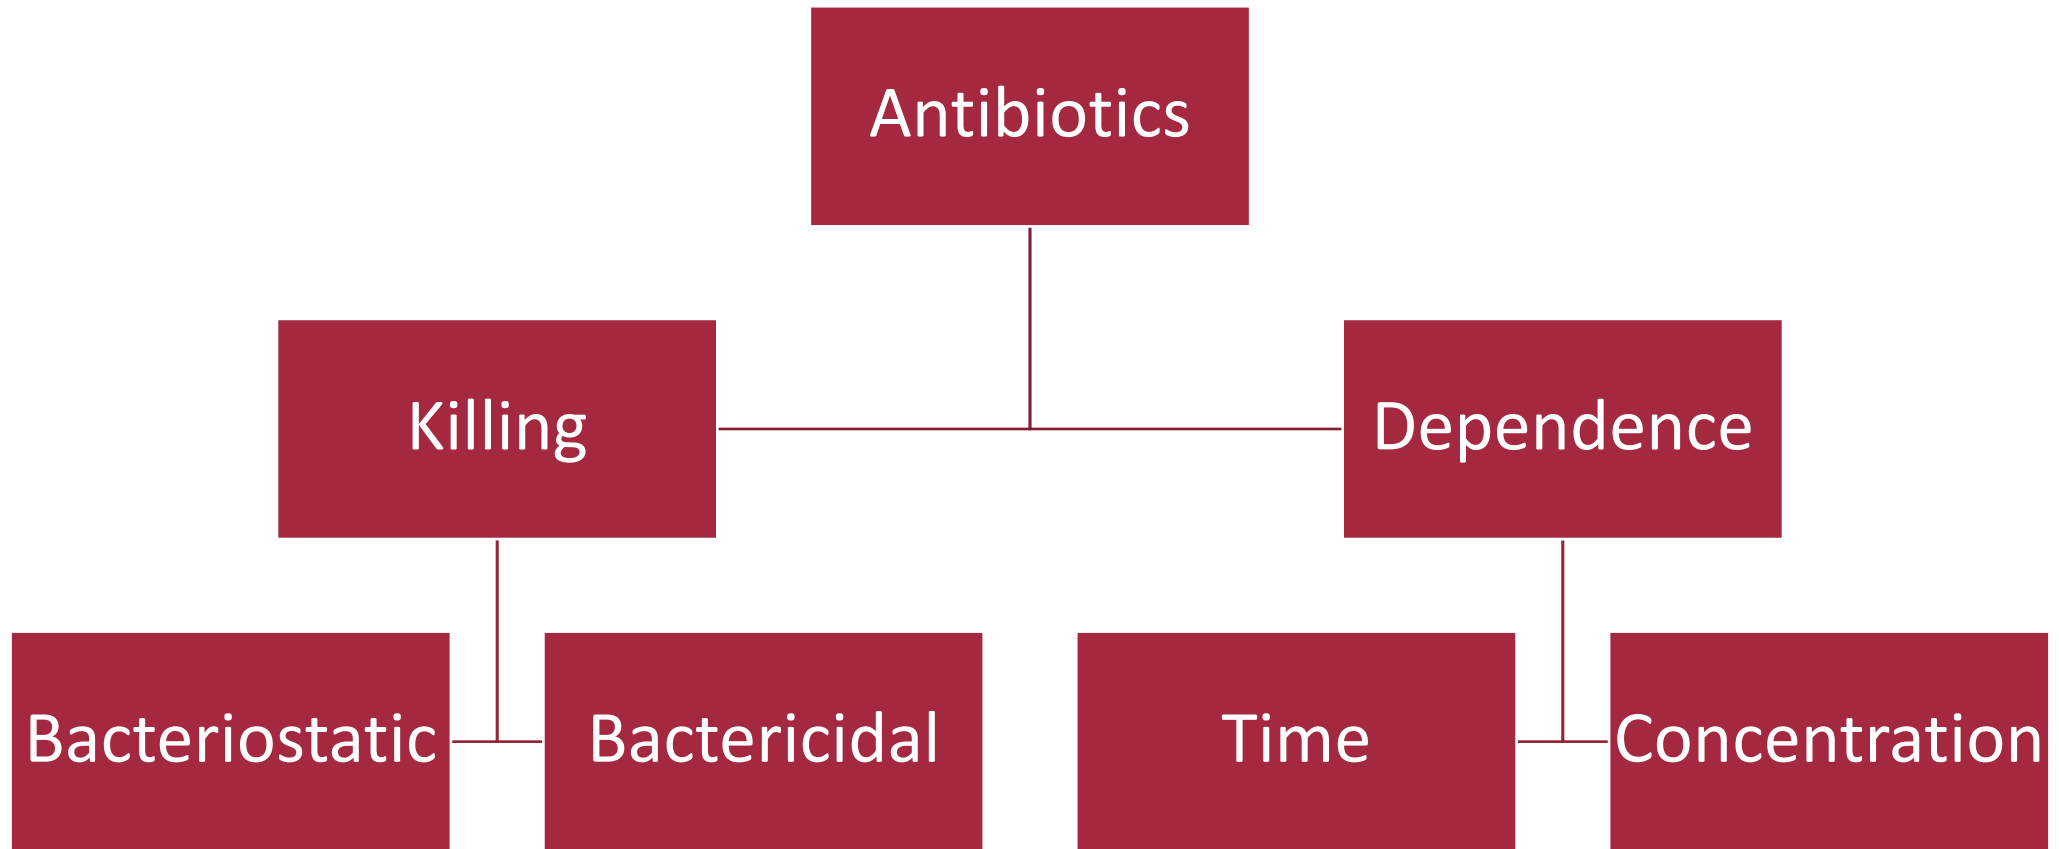 Antibiotics
Killing
Dependence
Bacteriostatic
Bactericidal
Time
Concentration